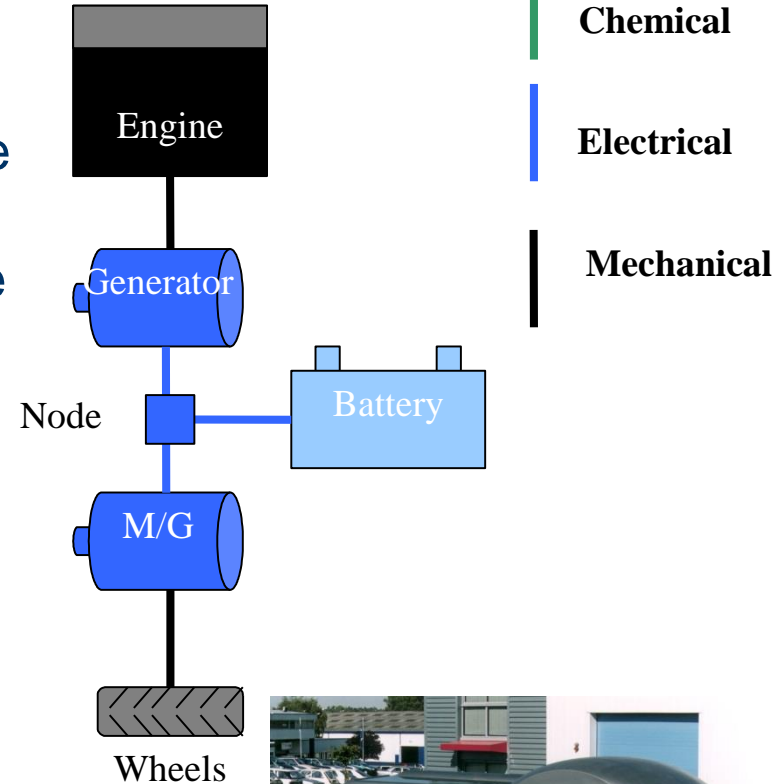 Chemical
Engine
Electrical
e
Mechanical
e
Generator
Battery
Node
M/G
Wheels